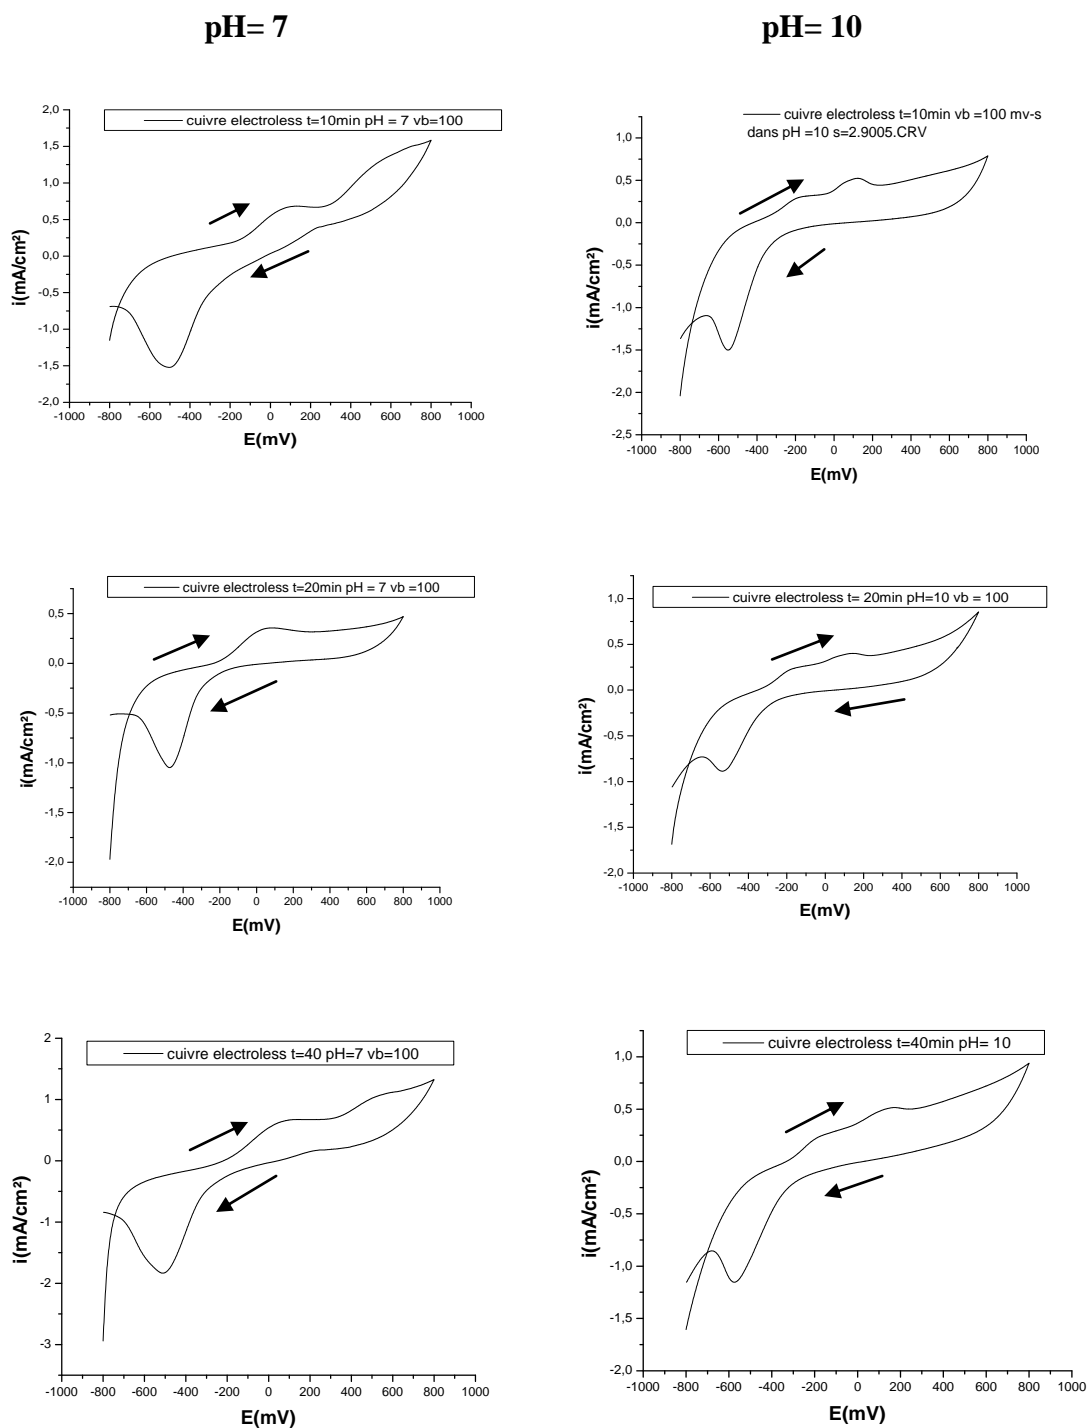 pH= 7
pH= 10
cuivre electroless t=10min pH = 7 vb=100
2,0
1,5
1,0
0,5
0,0
-0,5
-1,0
-1,5
-2,0
i(mA/cm²)
-1000 -800 -600 -400 -200 0 200 400 600 800 1000
E(mV)
cuivre electroless t=10min vb =100 mv-s
dans pH =10 s=2.9005.CRV
1,0
0,5
0,0
-0,5
-1,0
-1,5
-2,0
-2,5
i(mA/cm²)
-1000 -800 -600 -400 -200 0 200 400 600 800 1000
E(mV)
cuivre electroless t=20min pH = 7 vb =100
0,5
0,0
-0,5
-1,0
-1,5
-2,0
i(mA/cm²)
-1000 -800 -600 -400 -200 0 200 400 600 800 1000
E(mV)
cuivre electroless t= 20min pH=10 vb = 100
1,0
0,5
0,0
-0,5
-1,0
-1,5
-2,0
i(mA/cm²)
-1000 -800 -600 -400 -200 0 200 400 600 800 1000
E(mV)
cuivre electroless t=40 pH=7 vb=100
2
1
0
-1
-2
-3
i(mA/cm²)
-1000 -800 -600 -400 -200 0 200 400 600 800 1000
E(mV)
cuivre electroless t=40min pH= 10
1,0
0,5
0,0
-0,5
-1,0
-1,5
-2,0
i(mA/cm²)
-1000 -800 -600 -400 -200 0 200 400 600 800 1000
E(mV)